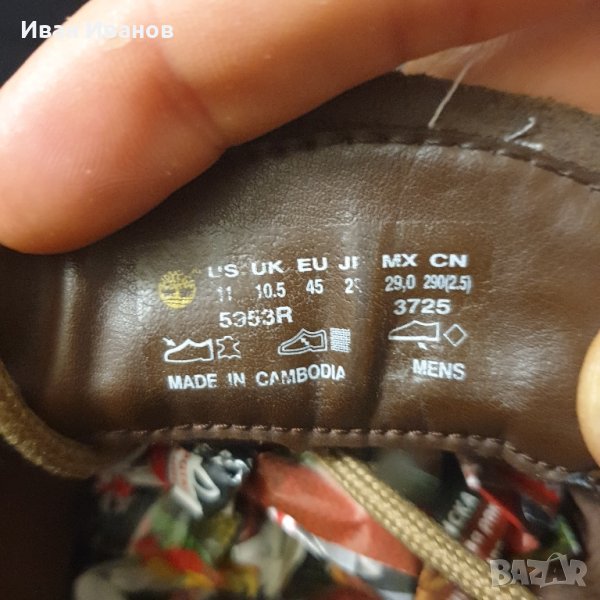 Иван Иванов
US UK EU MX CN
11 10.5 45 29,0 290(2.5)
5353R 3725
MADE IN CAMBODIA MENS
BAZAR